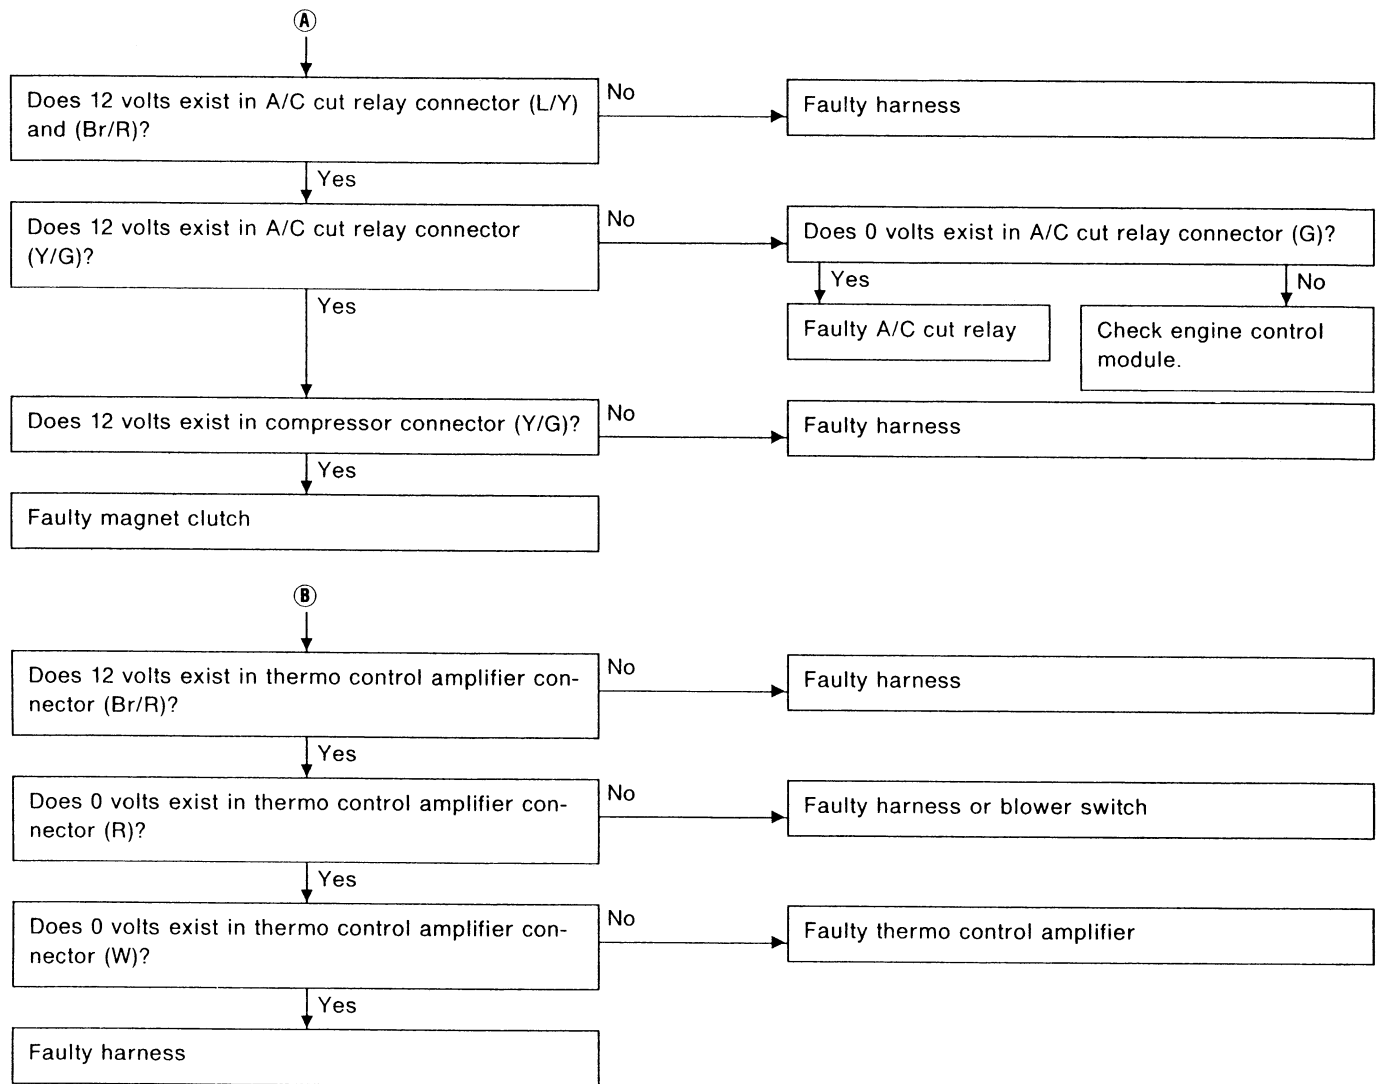 A
Does 12 volts exist in A/C cut relay connector (L/Y)
and (Br/R)?
No
Faulty harness
Yes
Does 12 volts exist in A/C cut relay connector
(Y/G)?
No
Does 0 volts exist in A/C cut relay connector (G)?
Yes
Faulty A/C cut relay
No
Check engine control
module.
Yes
Does 12 volts exist in compressor connector (Y/G)?
No
Faulty harness
Yes
Faulty magnet clutch
B
Does 12 volts exist in thermo control amplifier con-
nector (Br/R)?
No
Faulty harness
Yes
Does 0 volts exist in thermo control amplifier con-
nector (R)?
No
Faulty harness or blower switch
Yes
Does 0 volts exist in thermo control amplifier con-
nector (W)?
No
Faulty thermo control amplifier
Yes
Faulty harness